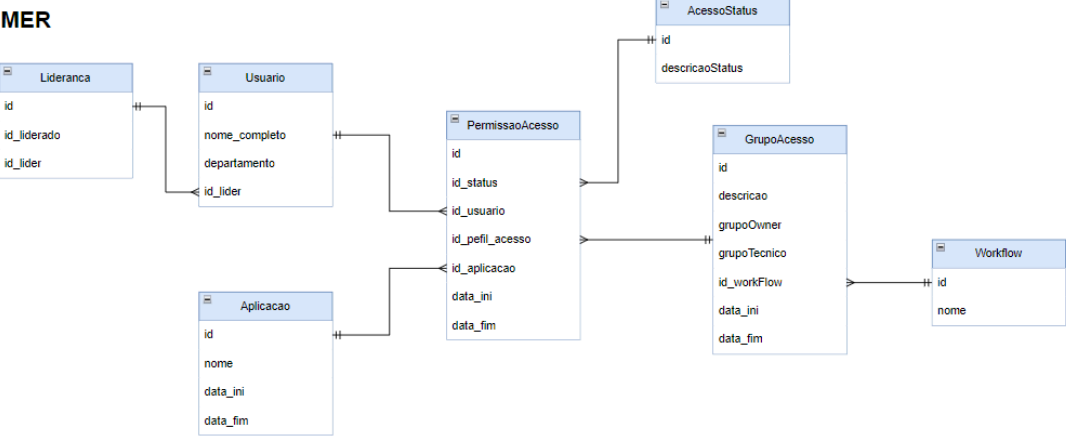 MER
Lideranca
id
id_liderado
id_lider
Usuario
id
nome_completo
departamento
id_lider
Aplicacao
id
nome
data_ini
data_fim
PermissaoAcesso
id
id_status
id_usuario
id_pefil_acesso
id_aplicacao
data_ini
data_fim
AcessoStatus
id
descricaoStatus
GrupoAcesso
id
descricao
grupoOwner
grupoTecnico
id_workFlow
data_ini
data_fim
Workflow
id
nome